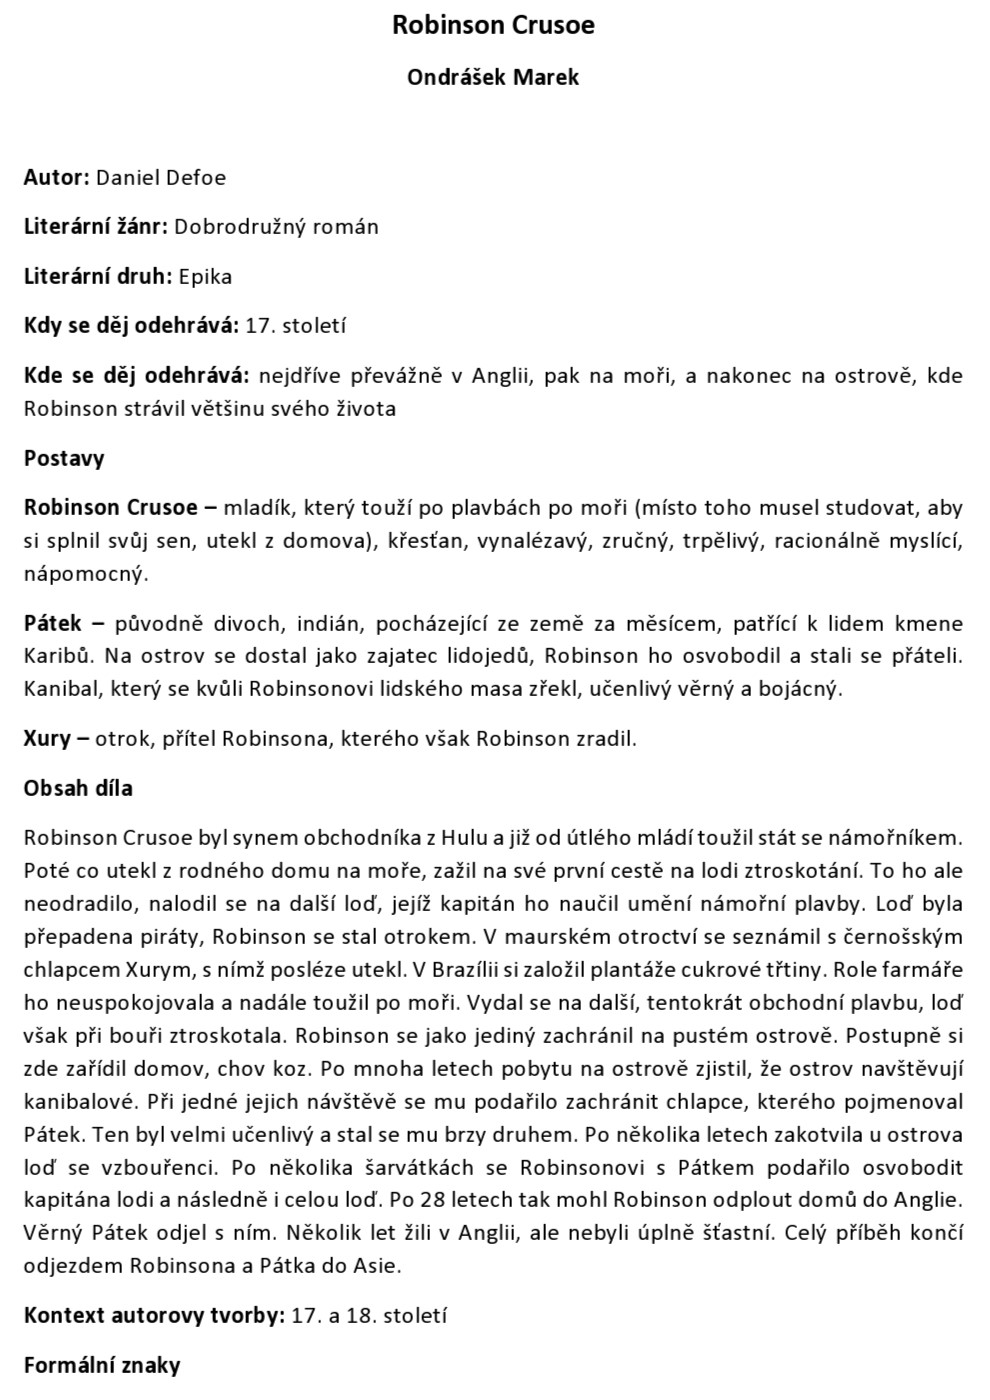 Robinson Crusoe
Ondrášek Marek
Autor: Daniel Defoe
Literární žánr: Dobrodružný román
Literární druh: Epika
Kdy se děj odehrává: 17. století
Kde se děj odehrává: nejdříve převážně v Anglii, pak na moři, a nakonec na ostrově, kde
Robinson strávil většinu svého života
Postavy
Robinson Crusoe – mladík, který touží po plavbách po moři (místo toho musel studovat, aby
si splnil svůj sen, utekl z domova), křesťan, vynalézavý, zručný, trpělivý, racionálně myslící,
nápomocný.
Pátek – původně divoch, indián, pocházející ze země za měsícem, patřící k lidem kmene
Karibů. Na ostrov se dostal jako zajatec lidojedů, Robinson ho osvobodil a stali se přáteli.
Kanibal, který se kvůli Robinsonovi lidského masa zřekl, učenlivý věrný a bojácný.
Xury – otrok, přítel Robinsona, kterého však Robinson zradil.
Obsah díla
Robinson Crusoe byl synem obchodníka z Hulu a již od útlého mládí toužil stát se námořníkem.
Poté co utekl z rodného domu na moře, zažil na své první cestě na lodi ztroskotání. To ho ale
neodradilo, nalodil se na další loď, jejíž kapitán ho naučil umění námořní plavby. Loď byla
přepadena piráty, Robinson se stal otrokem. V maurském otroctví se seznámil s černošským
chlapcem Xurym, s nímž posléze utekl. V Brazílii si založil plantáže cukrové třtiny. Role farmáře
ho neuspokojovala a nadále toužil po moři. Vydal se na další, tentokrát obchodní plavbu, loď
však při bouři ztroskotala. Robinson se jako jediný zachránil na pustém ostrově. Postupně si
zde zařídil domov, chov koz. Po mnoha letech pobytu na ostrově zjistil, že ostrov navštěvují
kanibalové. Při jedné jejich návštěvě se mu podařilo zachránit chlapce, kterého pojmenoval
Pátek. Ten byl velmi učenlivý a stal se mu brzy druhem. Po několika letech zakotvila u ostrova
loď se vzbouřenci. Po několika šarvátkách se Robinsonovi s Pátkem podařilo osvobodit
kapitána lodi a následně i celou loď. Po 28 letech tak mohl Robinson odplout domů do Anglie.
Věrný Pátek odjel s ním. Několik let žili v Anglii, ale nebyli úplně šťastní. Celý příběh končí
odjezdem Robinsona a Pátka do Asie.
Kontext autorovy tvorby: 17. a 18. století
Formální znaky